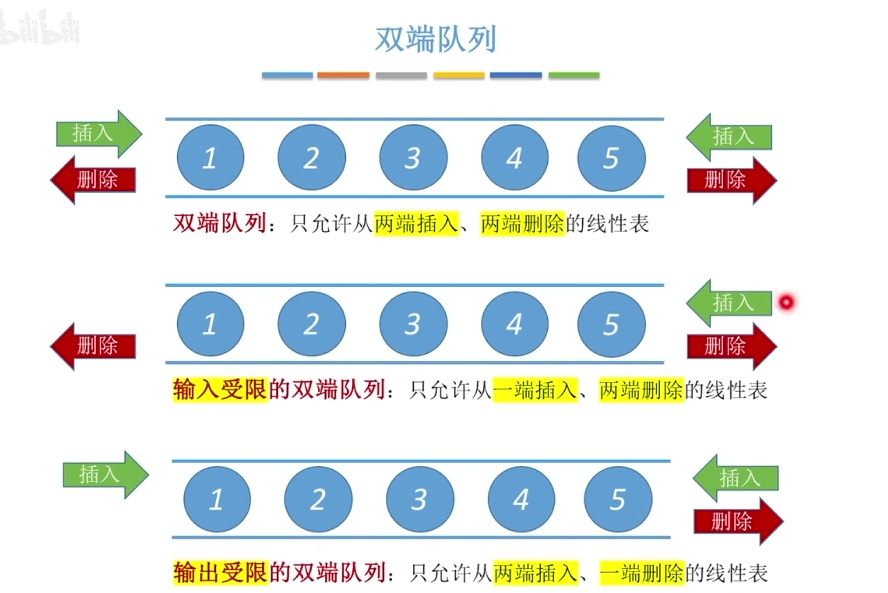 bilibili
双端队列
插入 插入
1 2 3 4 5
删除 删除
双端队列：只允许从两端插入、两端删除的线性表
插入
1 2 3 4 5
删除 删除
输入受限的双端队列：只允许从一端插入、两端删除的线性表
插入 插入
1 2 3 4 5
删除
输出受限的双端队列：只允许从两端插入、一端删除的线性表